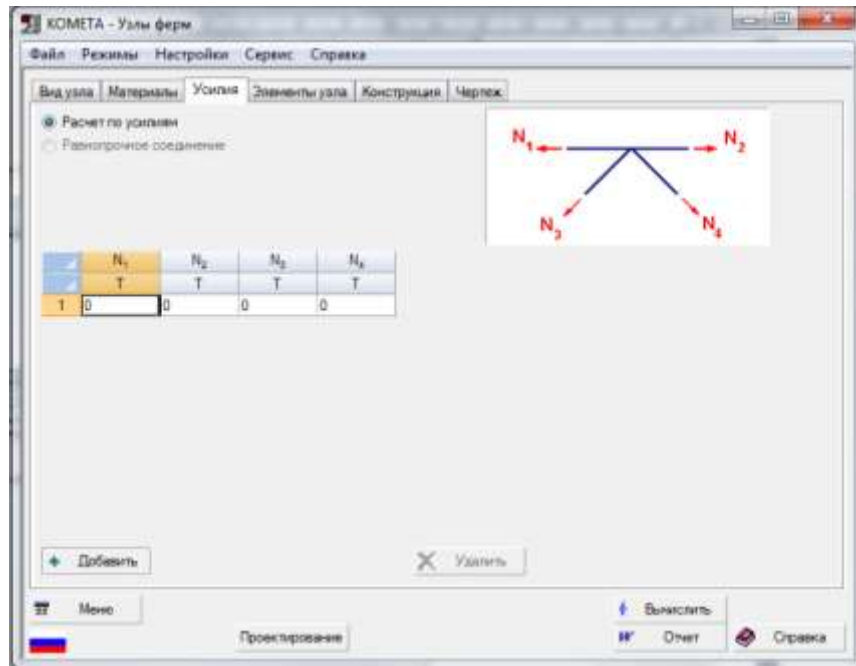 КОМЕТА - Узлы ферм
Файл Режимы Настройки Сервис Справка
Вид узла Материалы Усилия Элементы узла Конструкция Чертеж
Расчет по усилиям
Равнопрочное соединение
N1 N2
N3 N4
N1 N2 N3 N4
Т Т Т Т
1 0 0 0 0
Добавить Удалить
Меню Вычислить
Проектирование Отчет Справка